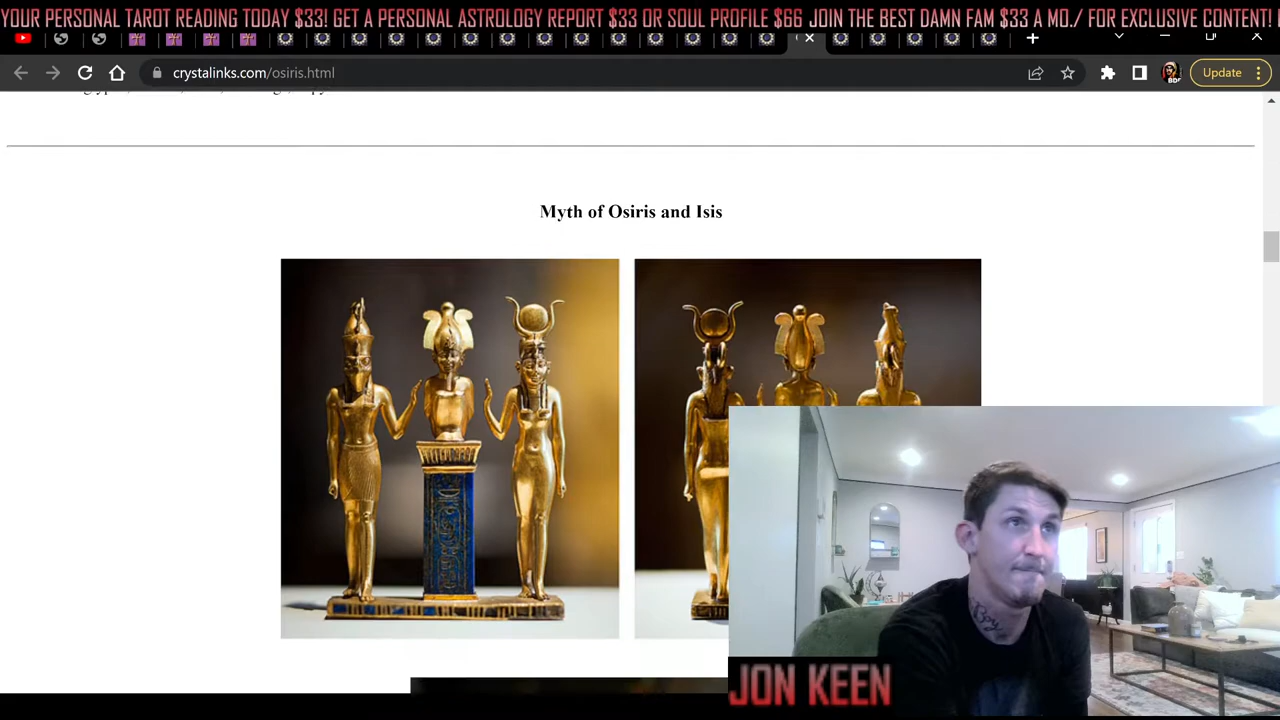 YOUR PERSONAL TAROT READING TODAY $33! GET A PERSONAL ASTROLOGY REPORT $33 OR SOUL PROFILE $66 JOIN THE BEST DAMN FAM $33 A MO./ FOR EXCLUSIVE CONTENT!
crystalinks.com/osiris.html
Update
Myth of Osiris and Isis
Boy
JON KEEN